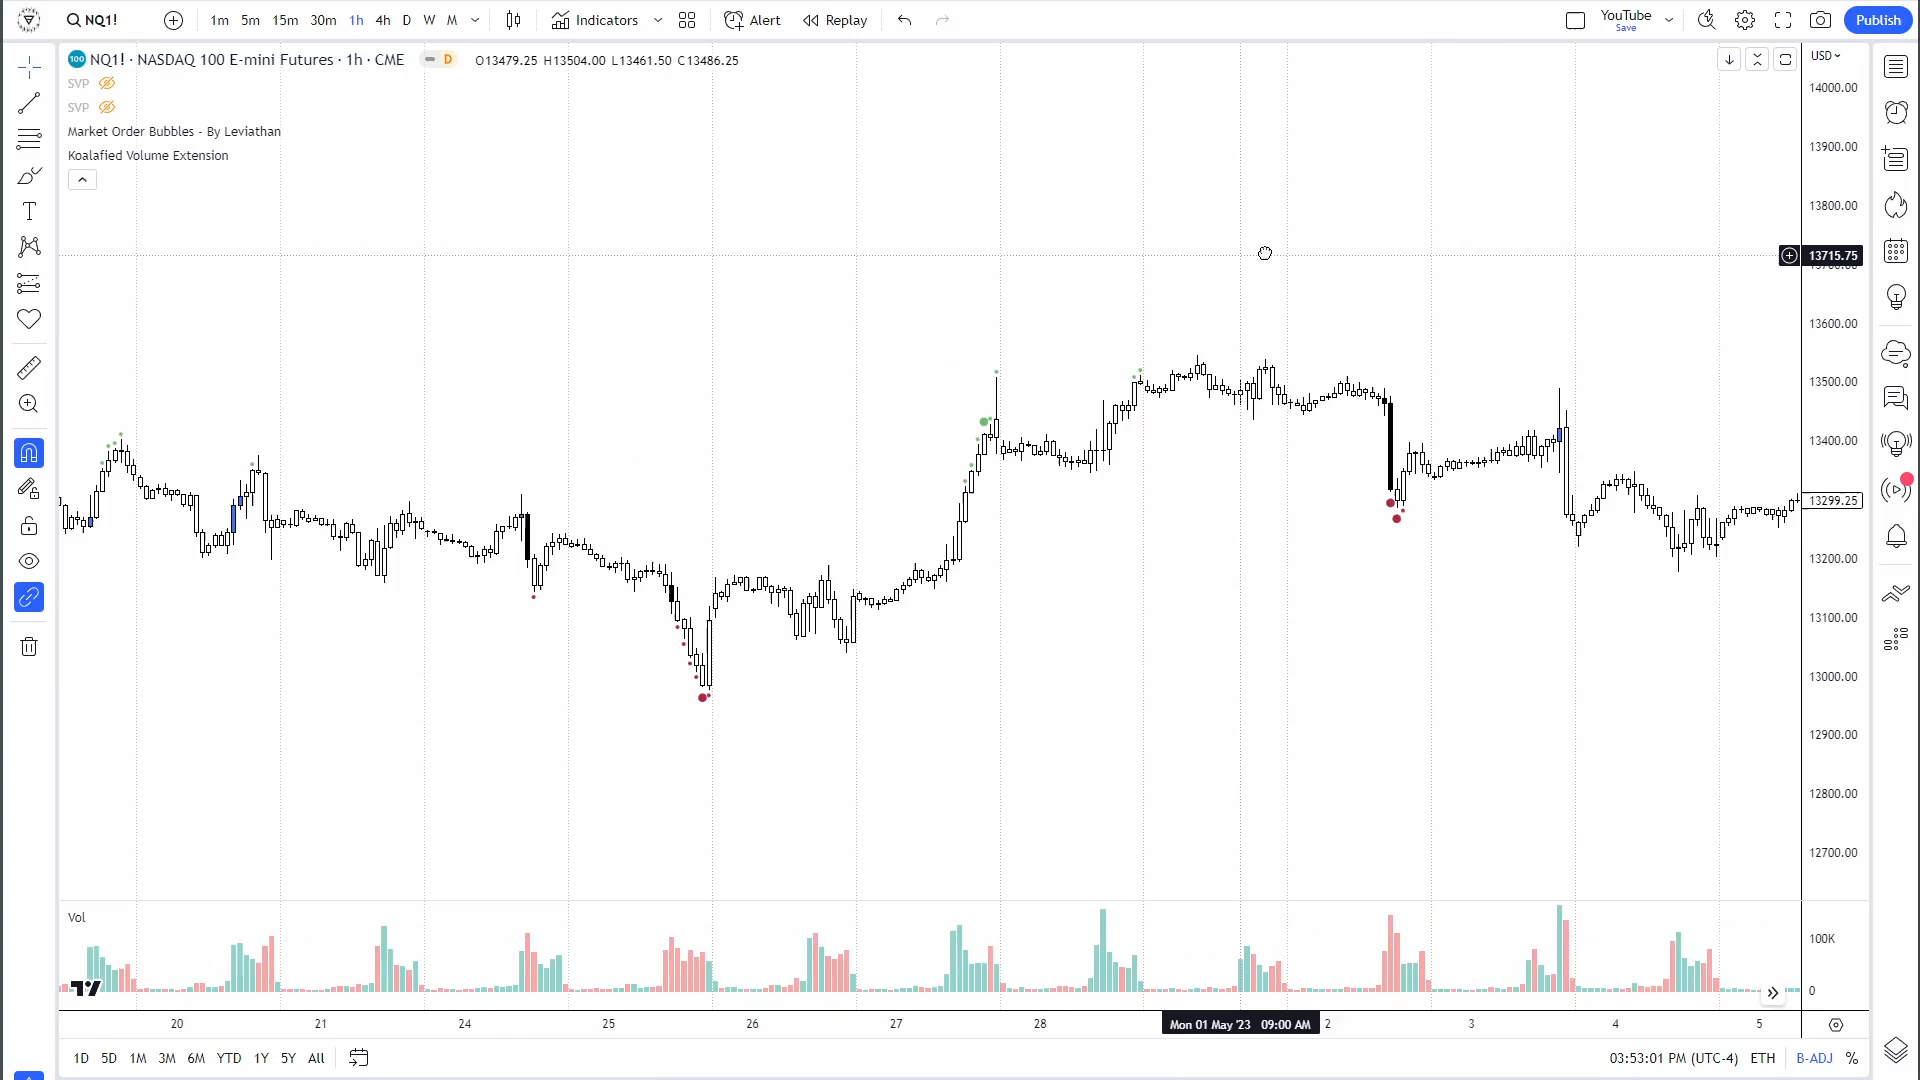 NQ1! 1m 5m 15m 30m 1h 4h D W M Indicators Alert Replay YouTube Publish
Save
100 NQ1! · NASDAQ 100 E-mini Futures · 1h · CME D O13479.25 H13504.00 L13461.50 C13486.25 USD
SVP
SVP
Market Order Bubbles - By Leviathan
Koalafied Volume Extension
14000.00
13900.00
13800.00
13715.75
13600.00
13500.00
13400.00
13299.25
13200.00
13100.00
13000.00
12900.00
12800.00
12700.00
Vol
100K
0
20 21 24 25 26 27 28 Mon 01 May '23 09:00 AM 2 3 4 5
1D 5D 1M 3M 6M YTD 1Y 5Y All 03:53:01 PM (UTC-4) ETH B-ADJ %